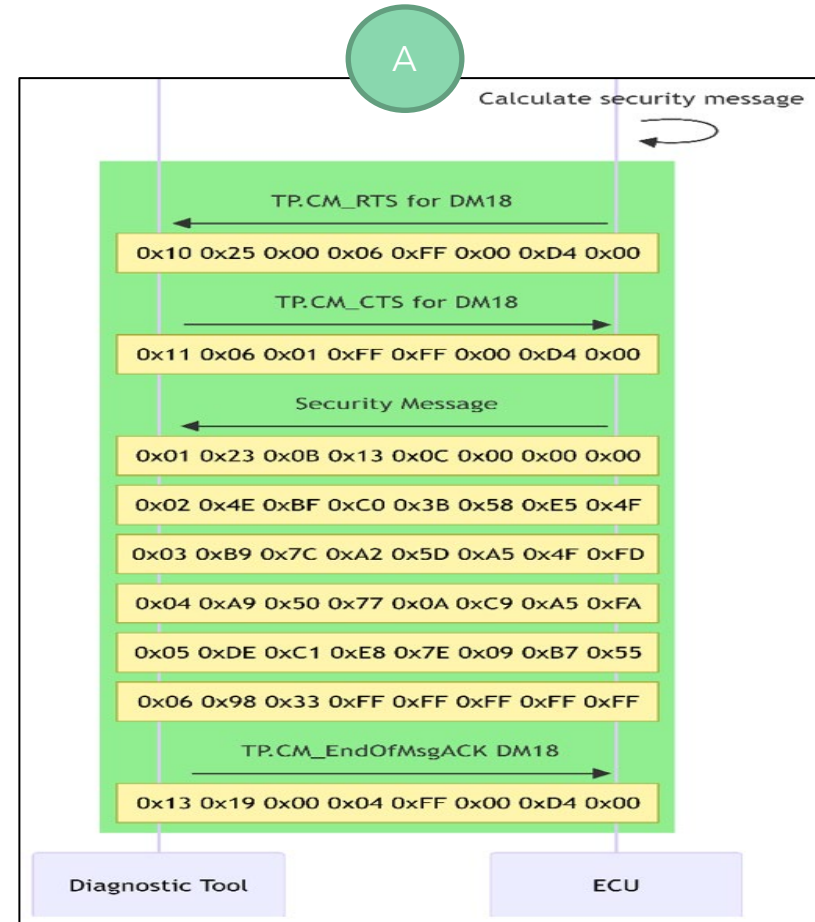 A
Calculate security message
TP.CM_RTS for DM18
0x10 0x25 0x00 0x06 0xFF 0x00 0xD4 0x00
TP.CM_CTS for DM18
0x11 0x06 0x01 0xFF 0xFF 0x00 0xD4 0x00
Security Message
0x01 0x23 0x0B 0x13 0x0C 0x00 0x00 0x00
0x02 0x4E 0xBF 0xC0 0x3B 0x58 0xE5 0x4F
0x03 0xB9 0x7C 0xA2 0x5D 0xA5 0x4F 0xFD
0x04 0xA9 0x50 0x77 0x0A 0xC9 0xA5 0xFA
0x05 0xDE 0xC1 0xE8 0x7E 0x09 0xB7 0x55
0x06 0x98 0x33 0xFF 0xFF 0xFF 0xFF 0xFF
TP.CM_EndOfMsgACK DM18
0x13 0x19 0x00 0x04 0xFF 0x00 0xD4 0x00
Diagnostic Tool
ECU